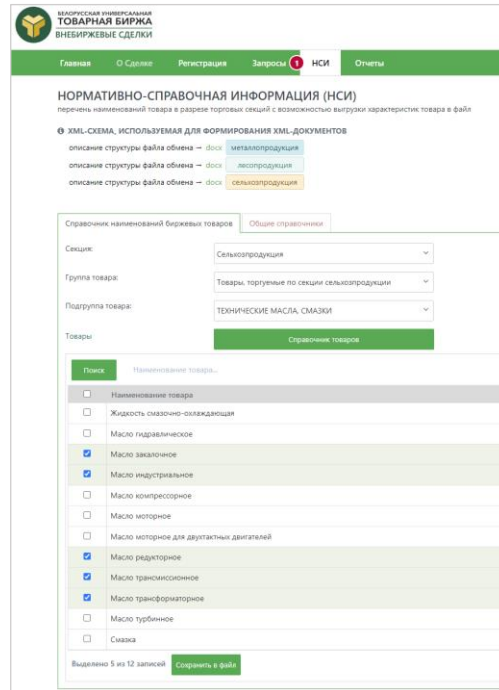 БЕЛОРУССКАЯ УНИВЕРСАЛЬНАЯ
ТОВАРНАЯ БИРЖА
ВНЕБИРЖЕВЫЕ СДЕЛКИ
Главная О Сделке Регистрация Запросы 1 НСИ Отчеты
НОРМАТИВНО-СПРАВОЧНАЯ ИНФОРМАЦИЯ (НСИ)
перечень наименований товара в разрезе торговых секций с возможностью выгрузки характеристик товара в файл
XML-СХЕМА, ИСПОЛЬЗУЕМАЯ ДЛЯ ФОРМИРОВАНИЯ XML-ДОКУМЕНТОВ
описание структуры файла обмена → docx металлопродукция
описание структуры файла обмена → docx лесопродукция
описание структуры файла обмена → docx сельхозпродукция
Справочник наименований биржевых товаров Общие справочники
Секция: Сельхозпродукция
Группа товара: Товары, торгуемые по секции сельхозпродукции
Подгруппа товара: ТЕХНИЧЕСКИЕ МАСЛА, СМАЗКИ
Товары Справочник товаров
Поиск Наименование товара...
Наименование товара
Жидкость смазочно-охлаждающая
Масло гидравлическое
Масло закалочное
Масло индустриальное
Масло компрессорное
Масло моторное
Масло моторное для двухтактных двигателей
Масло редукторное
Масло трансмиссионное
Масло трансформаторное
Масло турбинное
Смазка
Выделено 5 из 12 записей Сохранить в файл